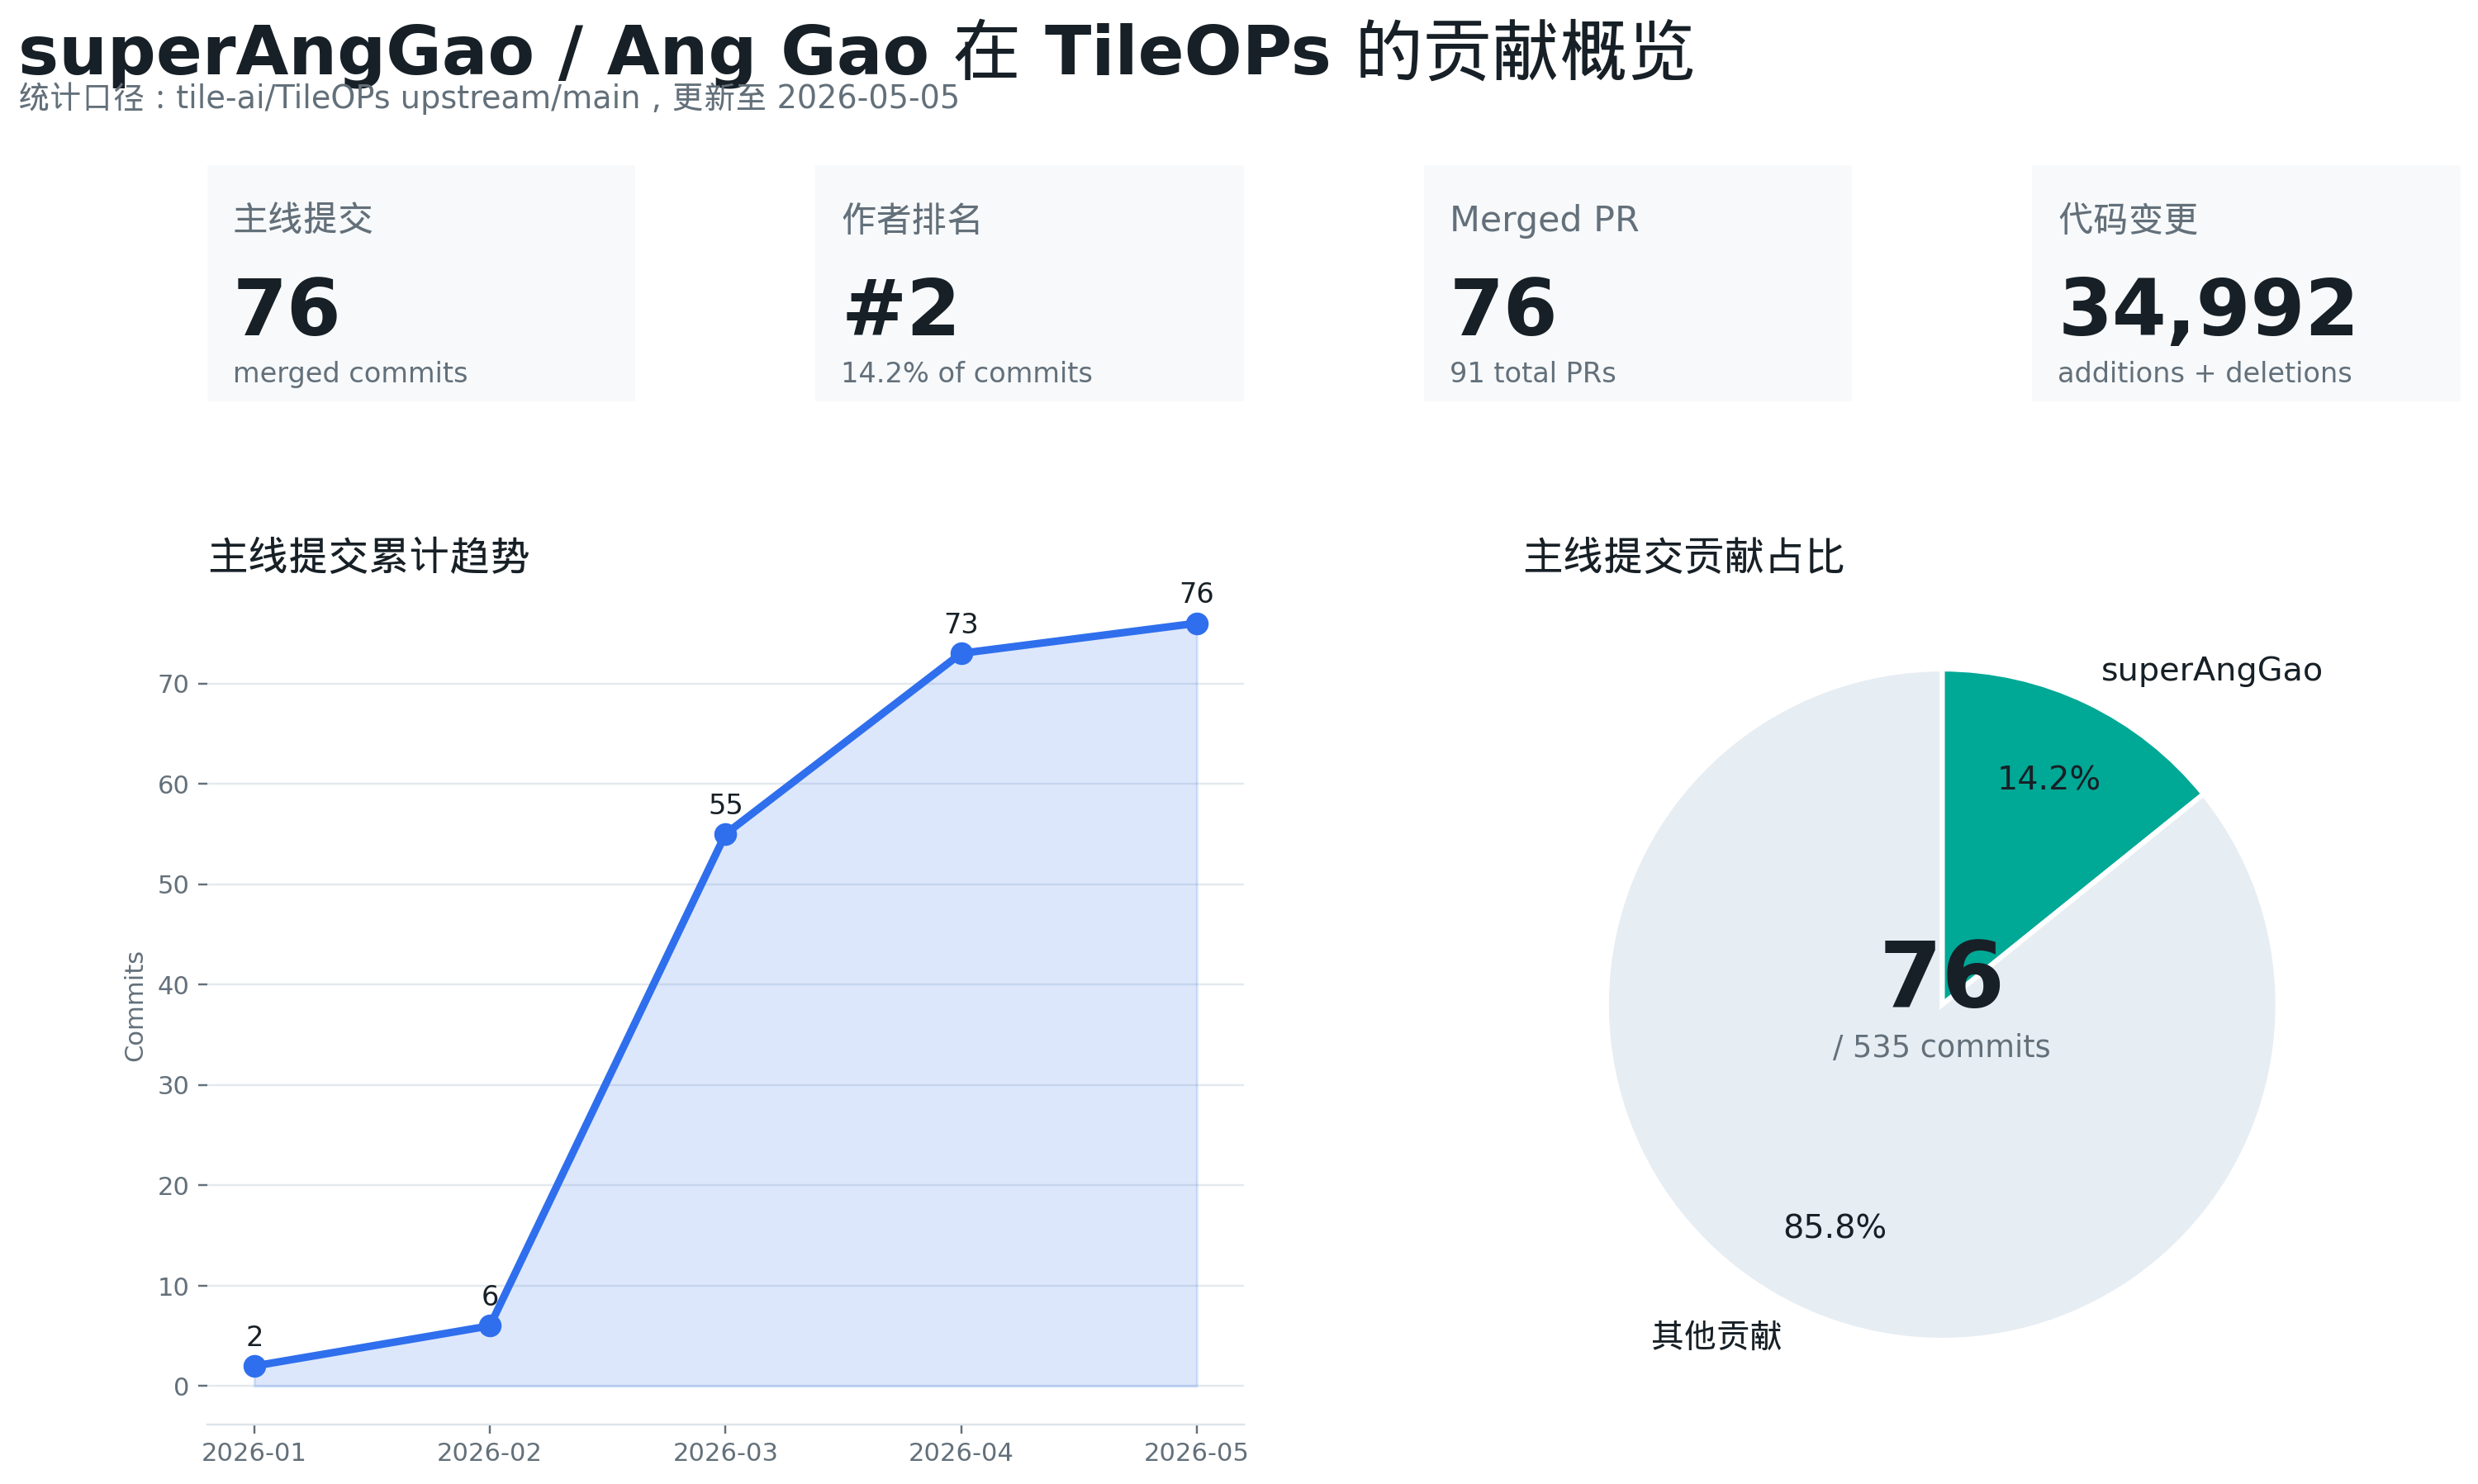 superAngGao / Ang Gao 在 TileOPs 的贡献概览
统计口径：tile-ai/TileOPs upstream/main，更新至 2026-05-05
主线提交
76
merged commits
作者排名
#2
14.2% of commits
Merged PR
76
91 total PRs
代码变更
34,992
additions + deletions
主线提交累计趋势
Commits
70
60
50
40
30
20
10
0
2
6
55
73
76
2026-01
2026-02
2026-03
2026-04
2026-05
主线提交贡献占比
superAngGao
14.2%
76
/ 535 commits
85.8%
其他贡献